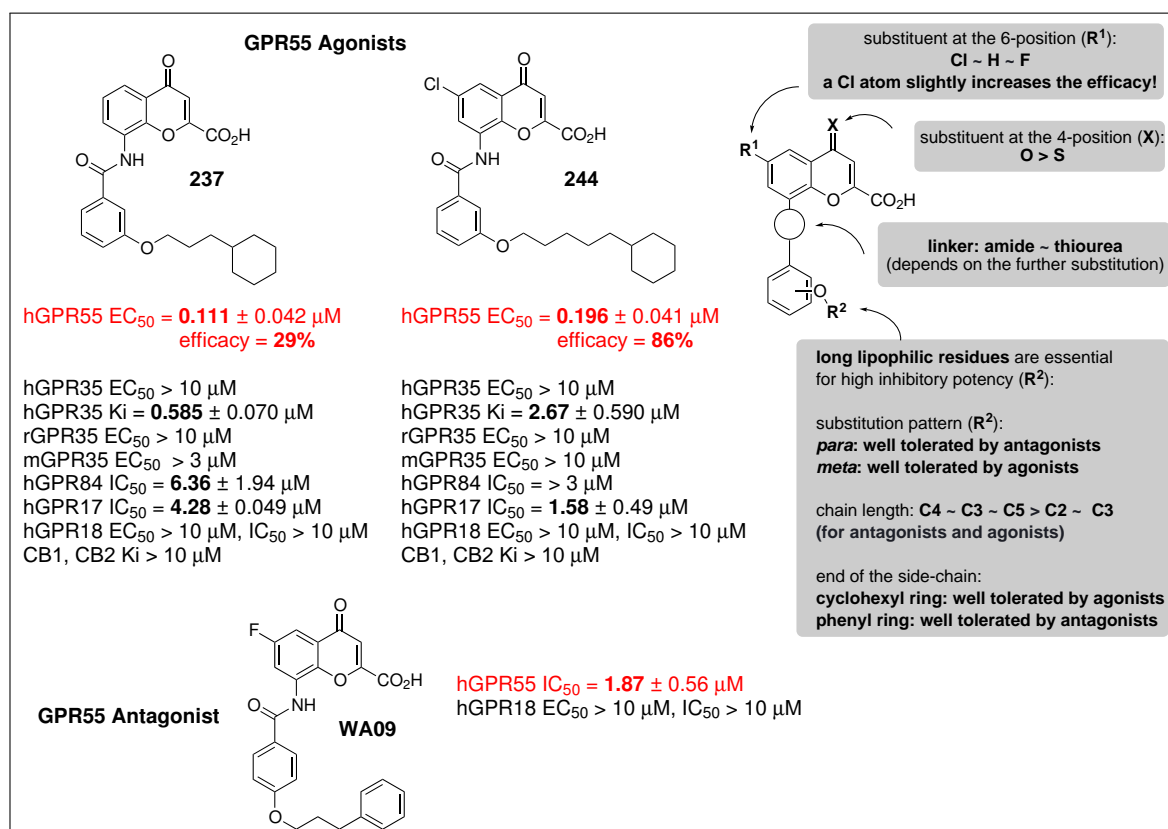 GPR55 Agonists
O
O
CO2H
NH
O
O
237
Cl
O
O
CO2H
NH
O
O
244
hGPR55 EC50 = 0.111 ± 0.042 μM
efficacy = 29%
hGPR55 EC50 = 0.196 ± 0.041 μM
efficacy = 86%
hGPR35 EC50 > 10 μM
hGPR35 Ki = 0.585 ± 0.070 μM
rGPR35 EC50 > 10 μM
mGPR35 EC50 > 3 μM
hGPR84 IC50 = 6.36 ± 1.94 μM
hGPR17 IC50 = 4.28 ± 0.049 μM
hGPR18 EC50 > 10 μM, IC50 > 10 μM
CB1, CB2 Ki > 10 μM
hGPR35 EC50 > 10 μM
hGPR35 Ki = 2.67 ± 0.590 μM
rGPR35 EC50 > 10 μM
mGPR35 EC50 > 10 μM
hGPR84 IC50 = > 3 μM
hGPR17 IC50 = 1.58 ± 0.49 μM
hGPR18 EC50 > 10 μM, IC50 > 10 μM
CB1, CB2 Ki > 10 μM
substituent at the 6-position (R1):
Cl ~ H ~ F
a Cl atom slightly increases the efficacy!
substituent at the 4-position (X):
O > S
R1
X
O
CO2H
O
R2
linker: amide ~ thiourea
(depends on the further substitution)
long lipophilic residues are essential
for high inhibitory potency (R2):
substitution pattern (R2):
para: well tolerated by antagonists
meta: well tolerated by agonists
chain length: C4 ~ C3 ~ C5 > C2 ~ C3
(for antagonists and agonists)
end of the side-chain:
cyclohexyl ring: well tolerated by agonists
phenyl ring: well tolerated by antagonists
GPR55 Antagonist
F
O
O
CO2H
NH
O
O
WA09
hGPR55 IC50 = 1.87 ± 0.56 μM
hGPR18 EC50 > 10 μM, IC50 > 10 μM